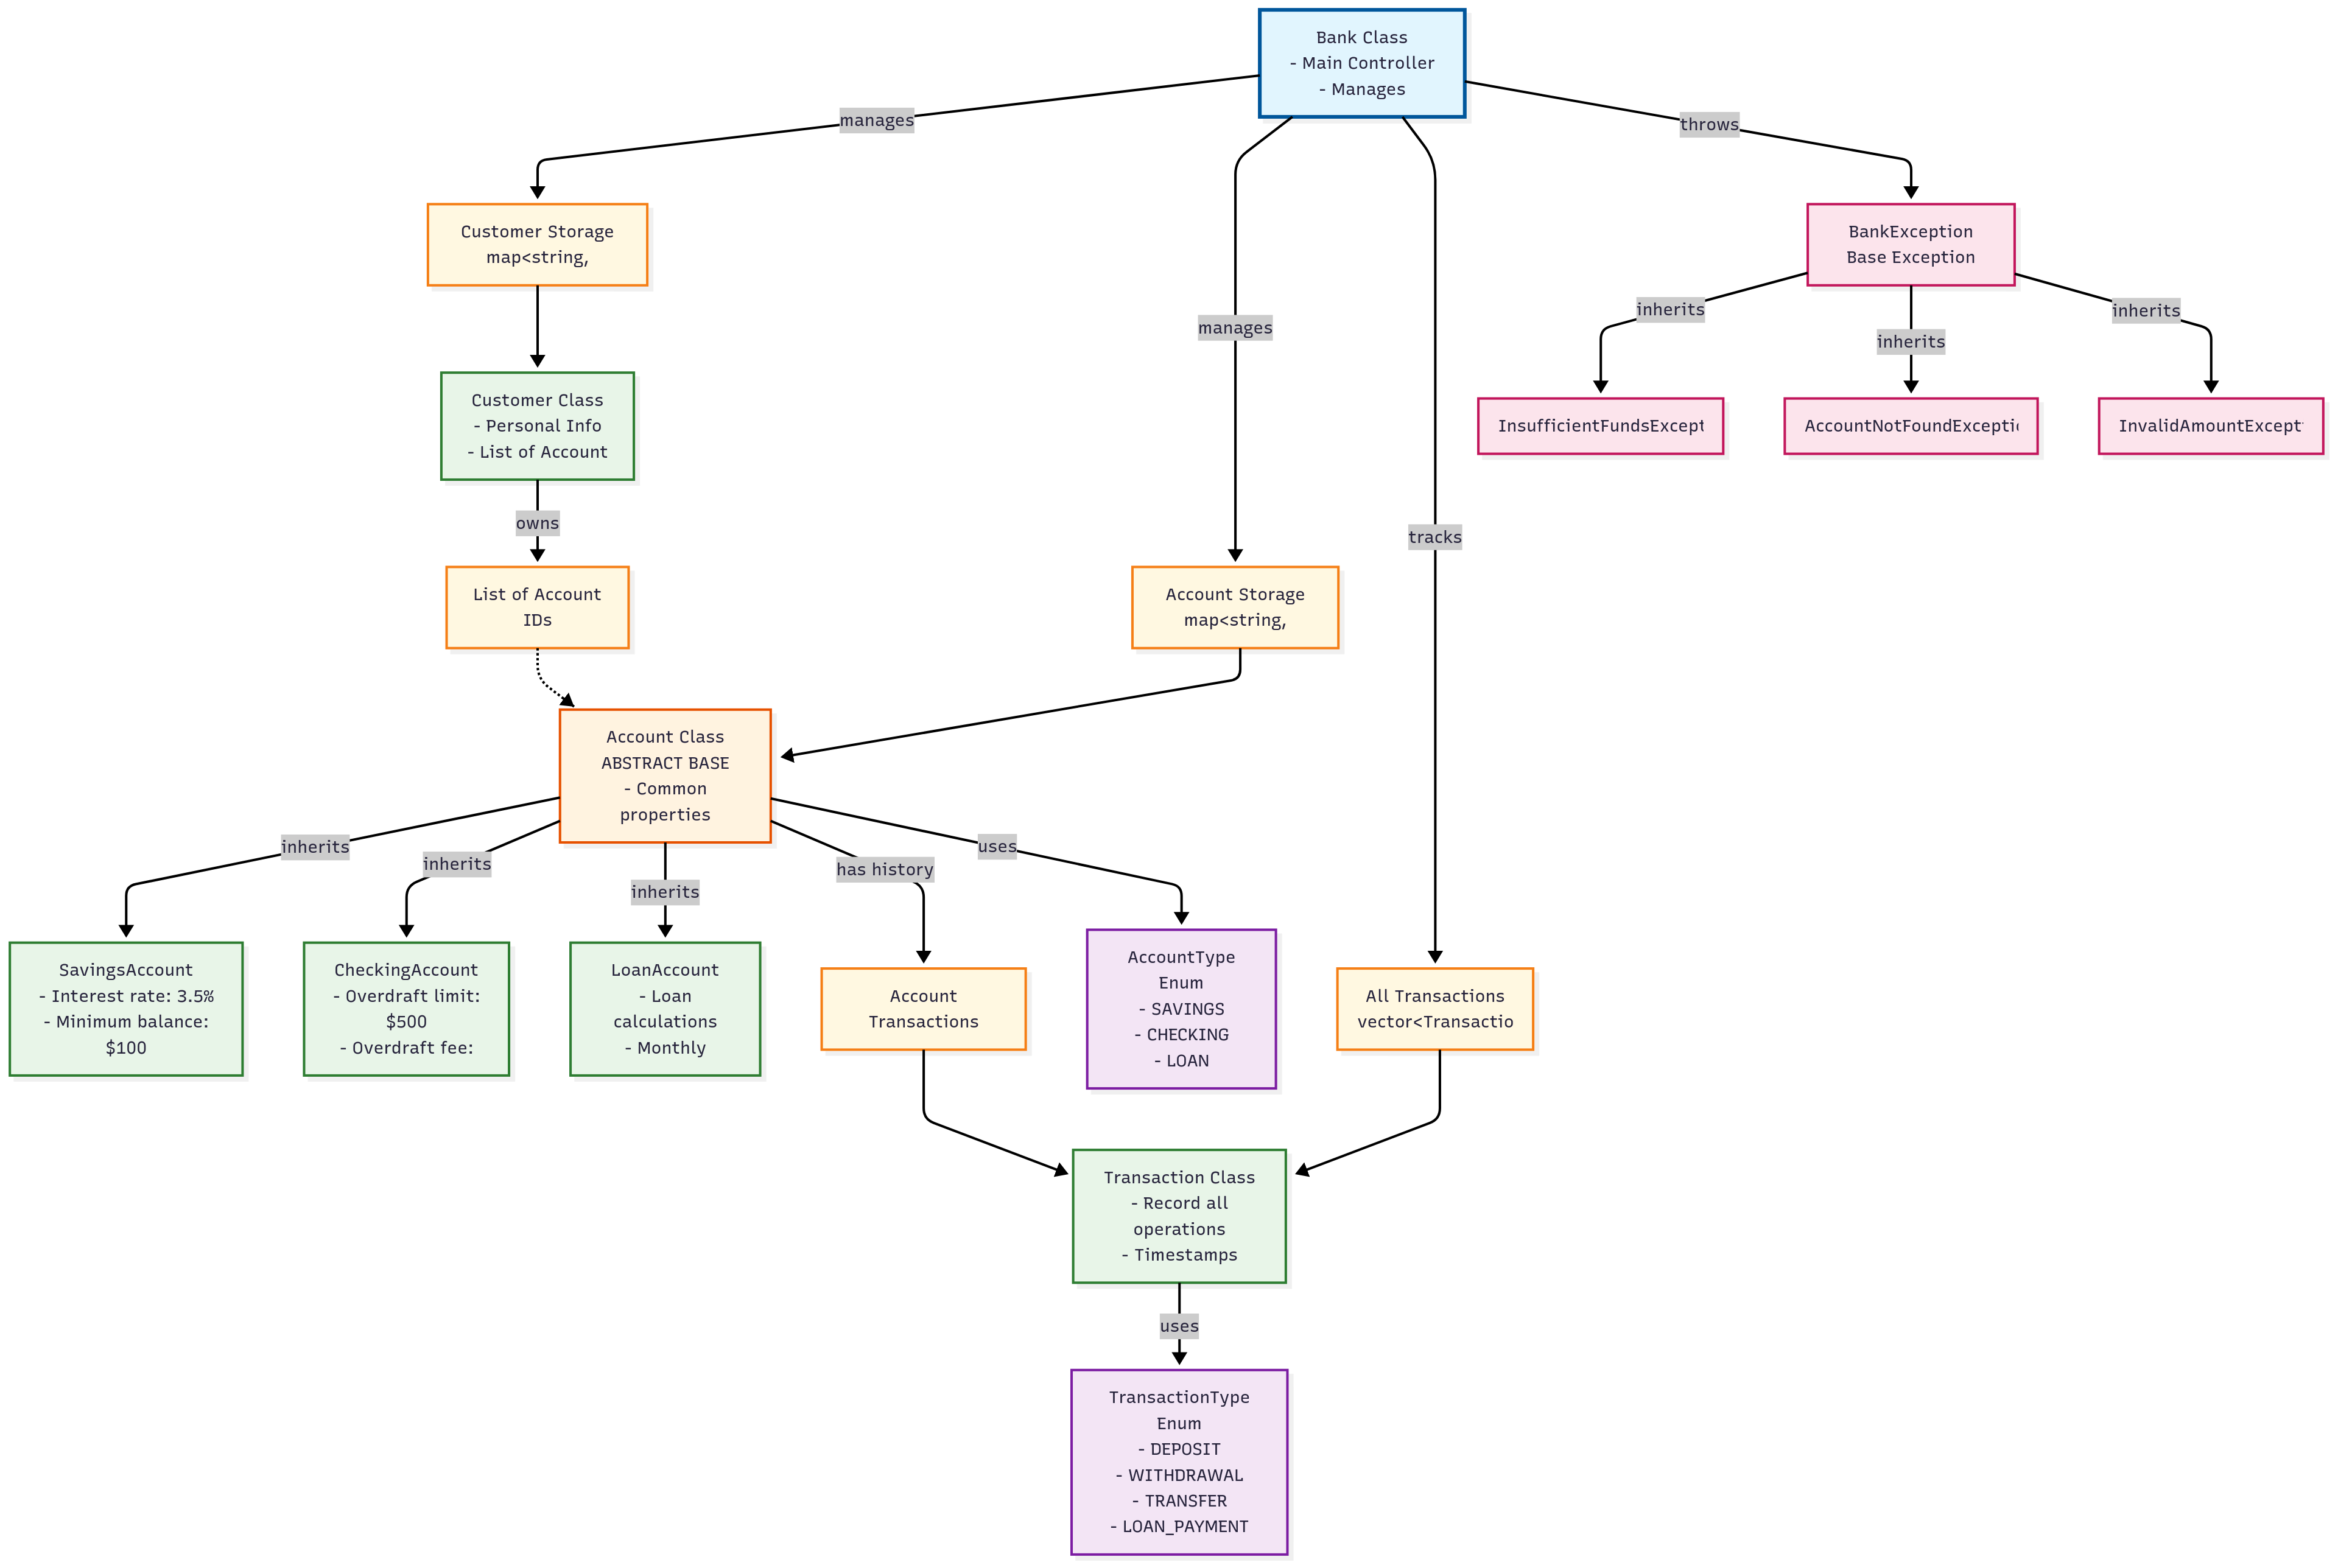 Bank Class
- Main Controller
- Manages
manages
throws
Customer Storage
map<string,
BankException
Base Exception
inherits
inherits
inherits
manages
Customer Class
- Personal Info
- List of Account
InsufficientFundsExcept
AccountNotFoundExcepti
InvalidAmountExcept
owns
tracks
List of Account
IDs
Account Storage
map<string,
Account Class
ABSTRACT BASE
- Common
properties
inherits
inherits
inherits
has history
uses
SavingsAccount
- Interest rate: 3.5%
- Minimum balance:
$100
CheckingAccount
- Overdraft limit:
$500
- Overdraft fee:
LoanAccount
- Loan
calculations
- Monthly
Account
Transactions
AccountType
Enum
- SAVINGS
- CHECKING
- LOAN
All Transactions
vector<Transactio
Transaction Class
- Record all
operations
- Timestamps
uses
TransactionType
Enum
- DEPOSIT
- WITHDRAWAL
- TRANSFER
- LOAN_PAYMENT